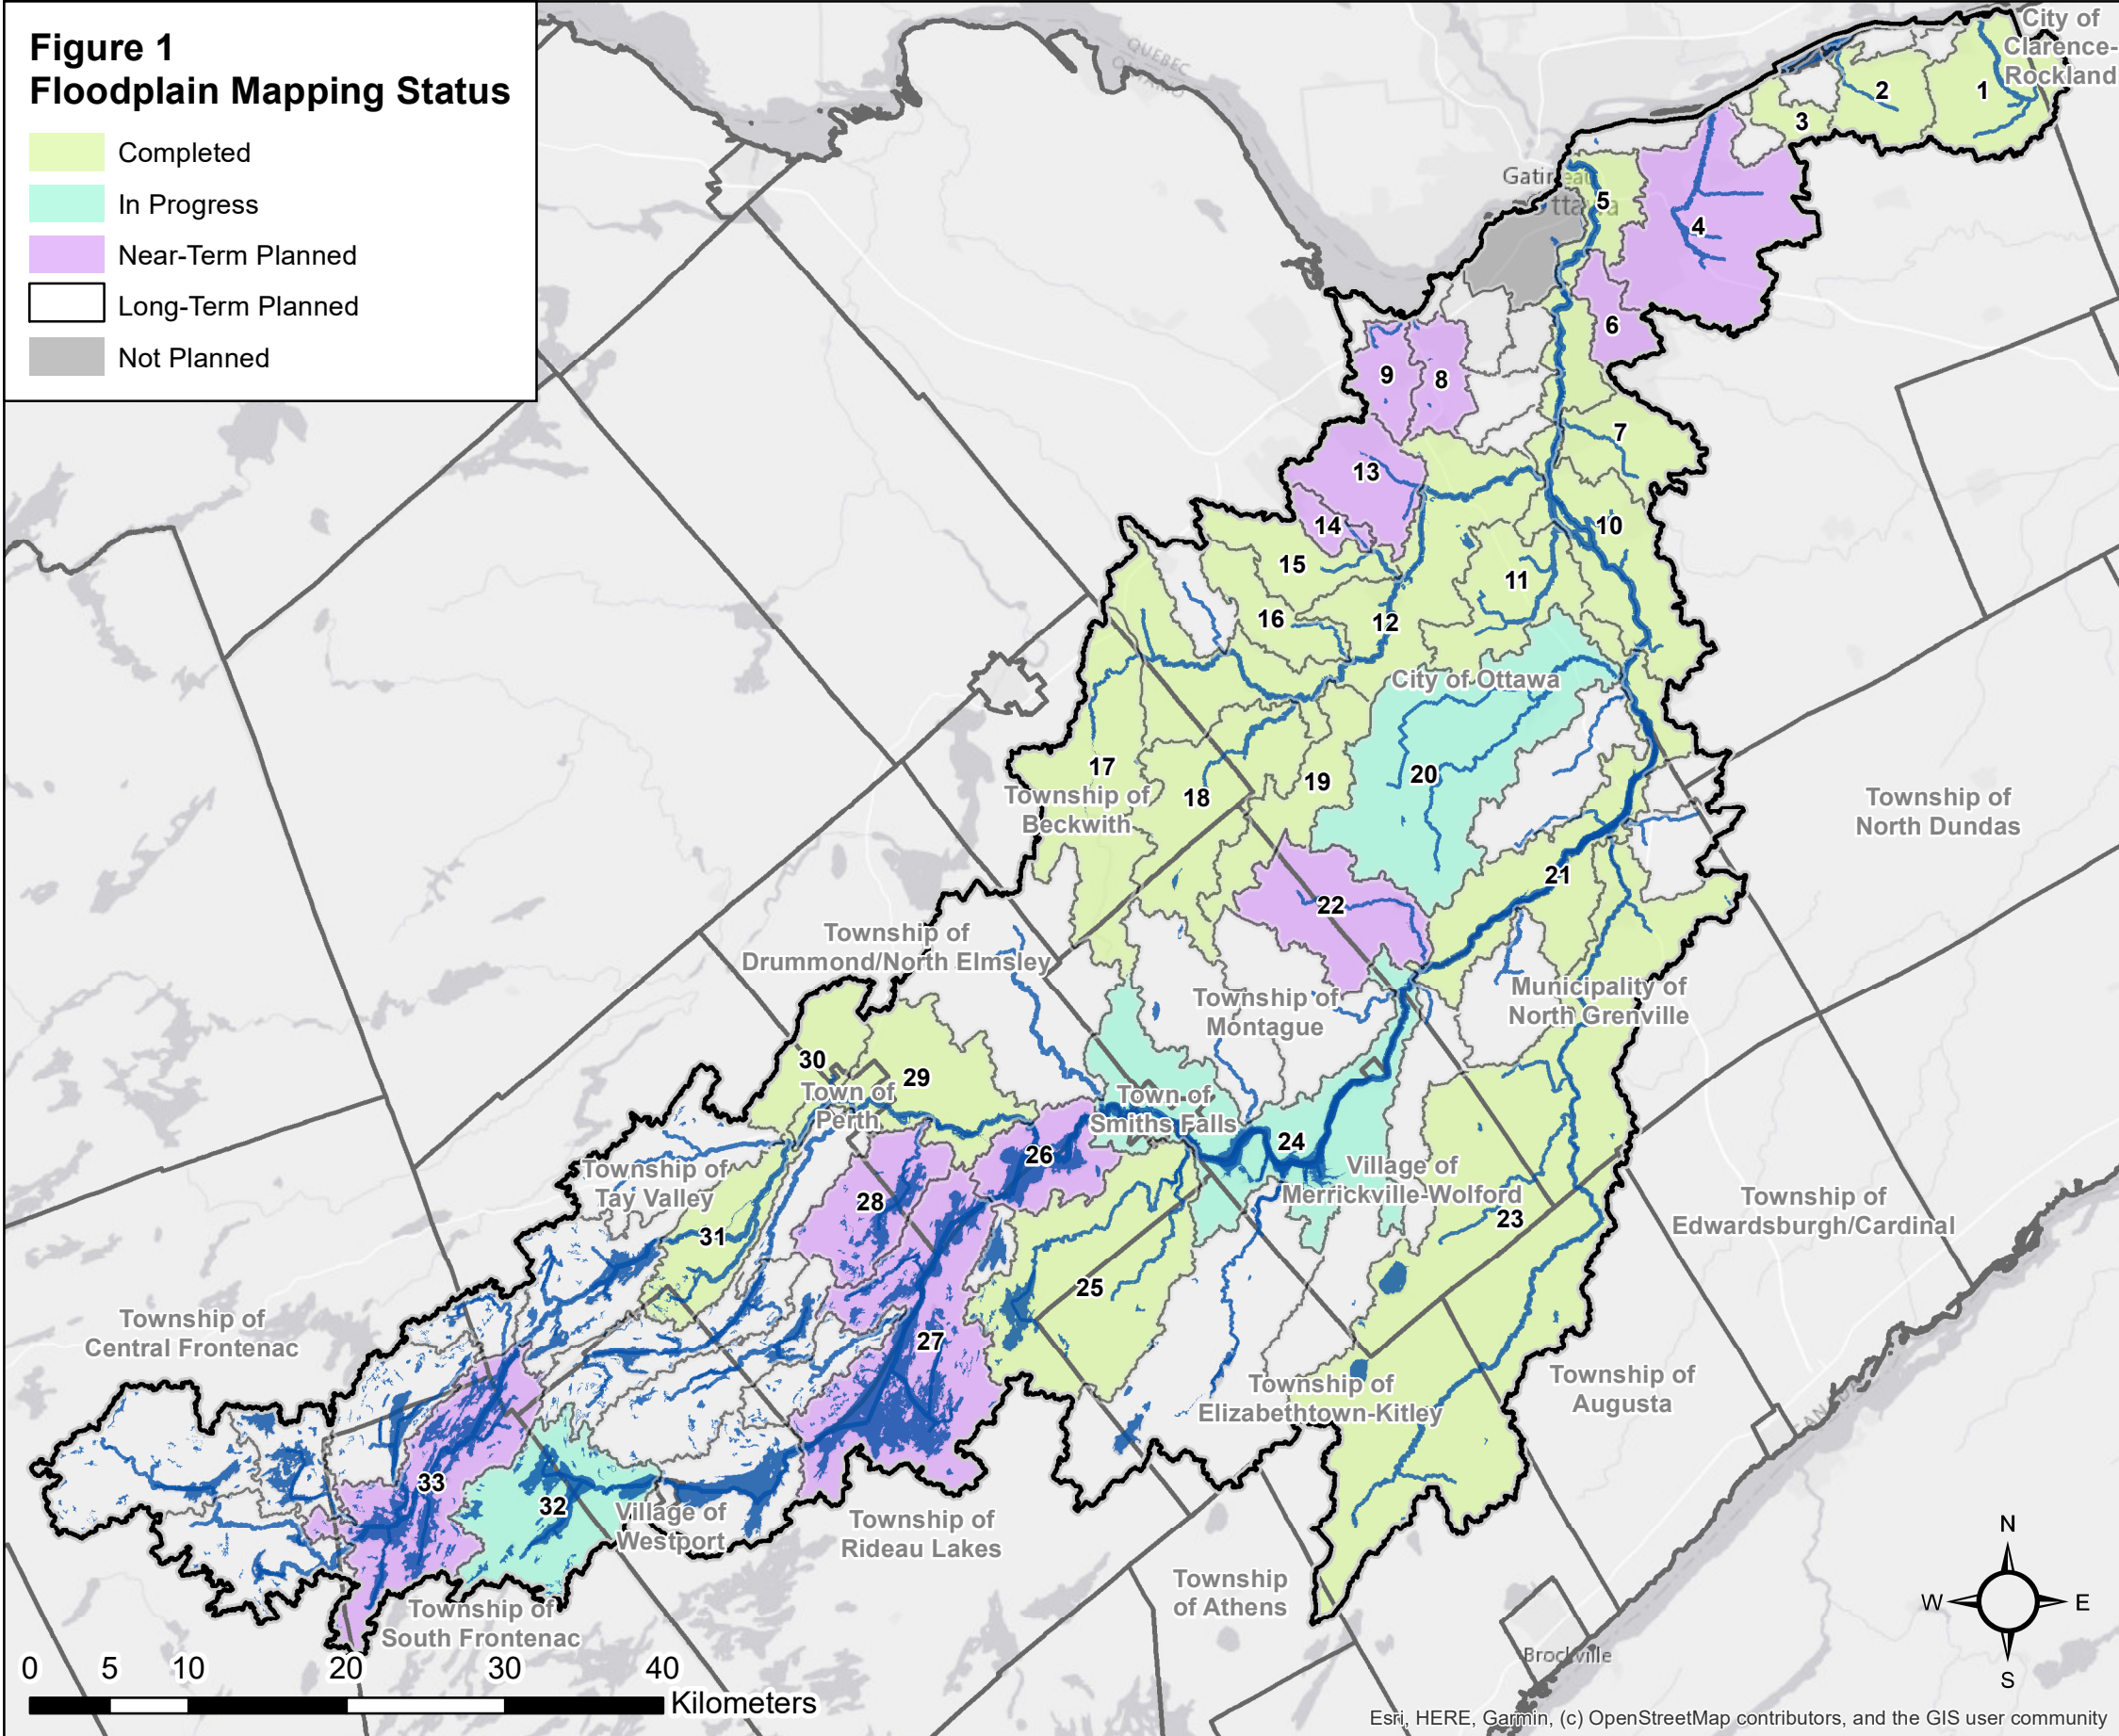 Figure 1
Floodplain Mapping Status
Completed
In Progress
Near-Term Planned
Long-Term Planned
Not Planned
QUEBEC
ONTARIO
City of
Clarence-
Rockland
1
2
3
Gatineau
Ottawa
5
4
6
9
8
7
13
14
10
15
11
16
12
City of Ottawa
17
Township of
Beckwith
18
19
20
Township of
North Dundas
21
22
Township of
Drummond/North Elmsley
Township of
Montague
Municipality of
North Grenville
30
29
Town of
Perth
Town of
Smiths Falls
24
26
Village of
Merrickville-Wolford
Township of
Tay Valley
28
31
23
Township of
Edwardsburgh/Cardinal
25
27
Township of
Central Frontenac
Township of
Elizabethtown-Kitley
Township of
Augusta
33
32
Village of
Westport
Township of
Rideau Lakes
Township
of Athens
Township of
South Frontenac
Brockville
N
W
E
S
0 5 10 20 30 40
Kilometers
Esri, HERE, Garmin, (c) OpenStreetMap contributors, and the GIS user community